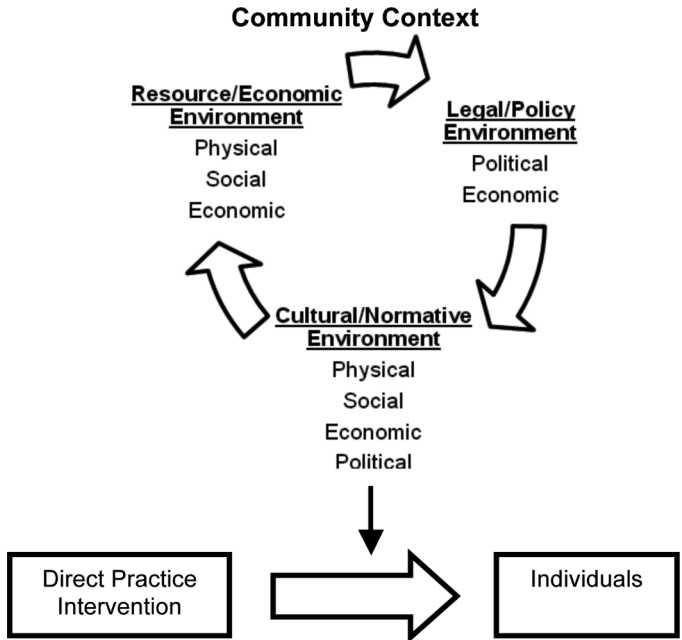 Community Context
Resource/Economic
Environment
Physical
Social
Economic
Legal/Policy
Environment
Political
Economic
Cultural/Normative
Environment
Physical
Social
Economic
Political
Direct Practice
Intervention
Individuals